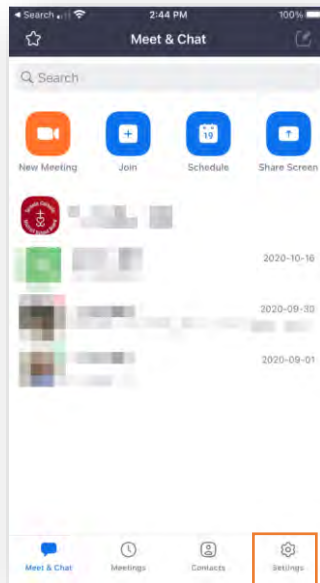 Search 2:44 PM 100%
Meet & Chat
Search
19
New Meeting Join Schedule Share Screen
2020-10-16
2020-09-30
2020-09-01
Meet & Chat Meetings Contacts Settings